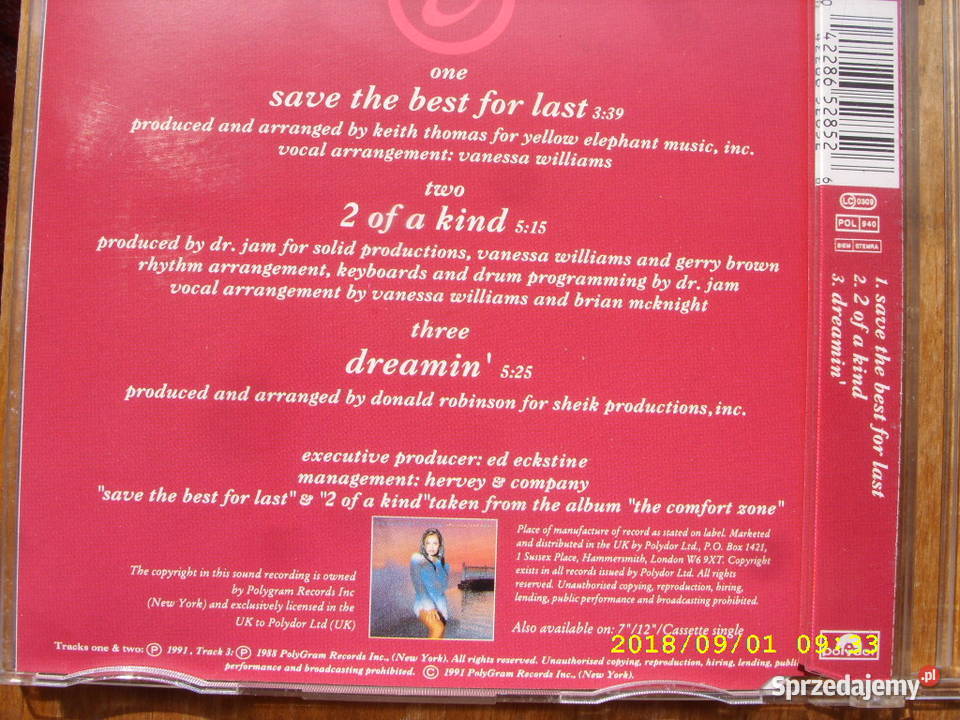 one
save the best for last 3:39
produced and arranged by keith thomas for yellow elephant music, inc.
vocal arrangement: vanessa williams
two
2 of a kind 5:15
produced by dr. jam for solid productions, vanessa williams and gerry brown
rhythm arrangement, keyboards and drum programming by dr. jam
vocal arrangement by vanessa williams and brian mcknight
three
dreamin' 5:25
produced and arranged by donald robinson for sheik productions, inc.
executive producer: ed eckstine
management: hervey & company
"save the best for last" & "2 of a kind" taken from the album "the comfort zone"
The copyright in this sound recording is owned
by Polygram Records Inc
(New York) and exclusively licensed in the
UK to Polydor Ltd (UK)
Place of manufacture of record as stated on label. Marketed
and distributed in the UK by Polydor Ltd., P.O. Box 1421,
1 Sussex Place, Hammersmith, London W6 9XT. Copyright
exists in all records issued by Polydor Ltd. All rights
reserved. Unauthorised copying, reproduction, hiring,
lending, public performance and broadcasting prohibited.
Also available on: 7"/12"/Cassette single
Tracks one & two: Ⓟ 1991, Track 3: Ⓟ 1988 PolyGram Records Inc., (New York). All rights reserved. Unauthorised copying, reproduction, hiring, lending, public
performance and broadcasting prohibited. © 1991 PolyGram Records Inc., (New York).
polydor
42286 52852 6
LC 0309
POL 940
BIEM STEMRA
1. save the best for last
2. 2 of a kind
3. dreamin'
2018/09/01
Sprzedajemy.pl